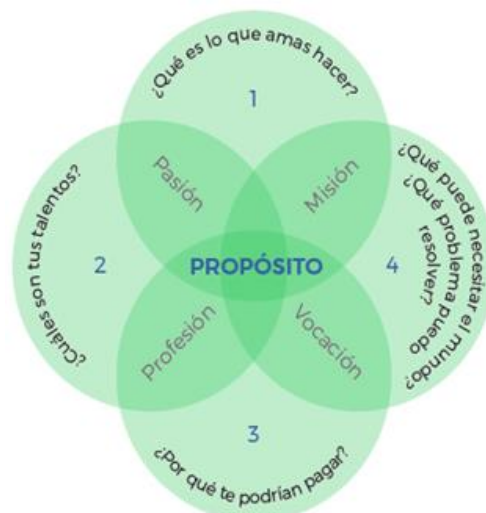 ¿Qué es lo que amas hacer?
1
Pasión
Misión
¿Cuáles son tus talentos?
2
PROPÓSITO
4
¿Qué puede necesitar el mundo?
¿Qué problema puedo
resolver?
Profesión
Vocación
3
¿Por qué te podrían pagar?